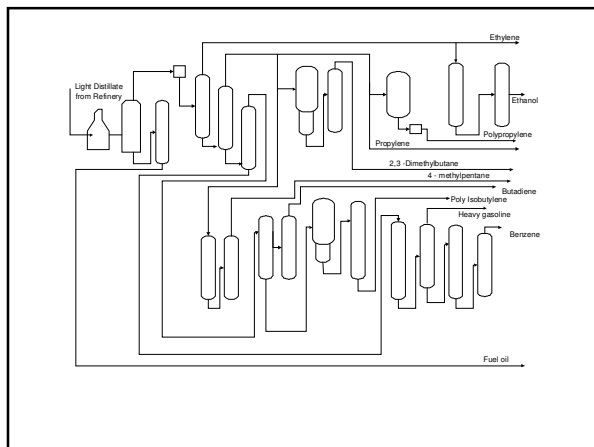 Ethylene
Light Distillate
from Refinery
Ethanol
Polypropylene
Propylene
2,3 -Dimethylbutane
4 - methylpentane
Butadiene
Poly Isobutylene
Heavy gasoline
Benzene
Fuel oil